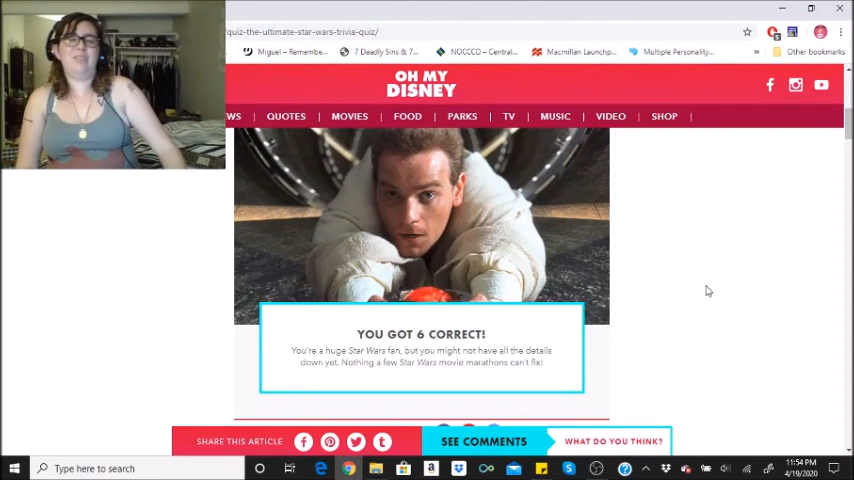 quiz-the-ultimate-star-wars-trivia-quiz/
Miguel – Remembe...
7 Deadly Sins & 7...
NOCCCD – Central...
Macmillan Launchp...
Multiple Personality...
»
Other bookmarks
OH MY
DISNEY
WS
QUOTES
MOVIES
FOOD
PARKS
TV
MUSIC
VIDEO
SHOP
YOU GOT 6 CORRECT!
You're a huge Star Wars fan, but you might not have all the details
down yet. Nothing a few Star Wars movie marathons can't fix!
SHARE THIS ARTICLE
SEE COMMENTS
WHAT DO YOU THINK?
Type here to search
11:54 PM
4/19/2020